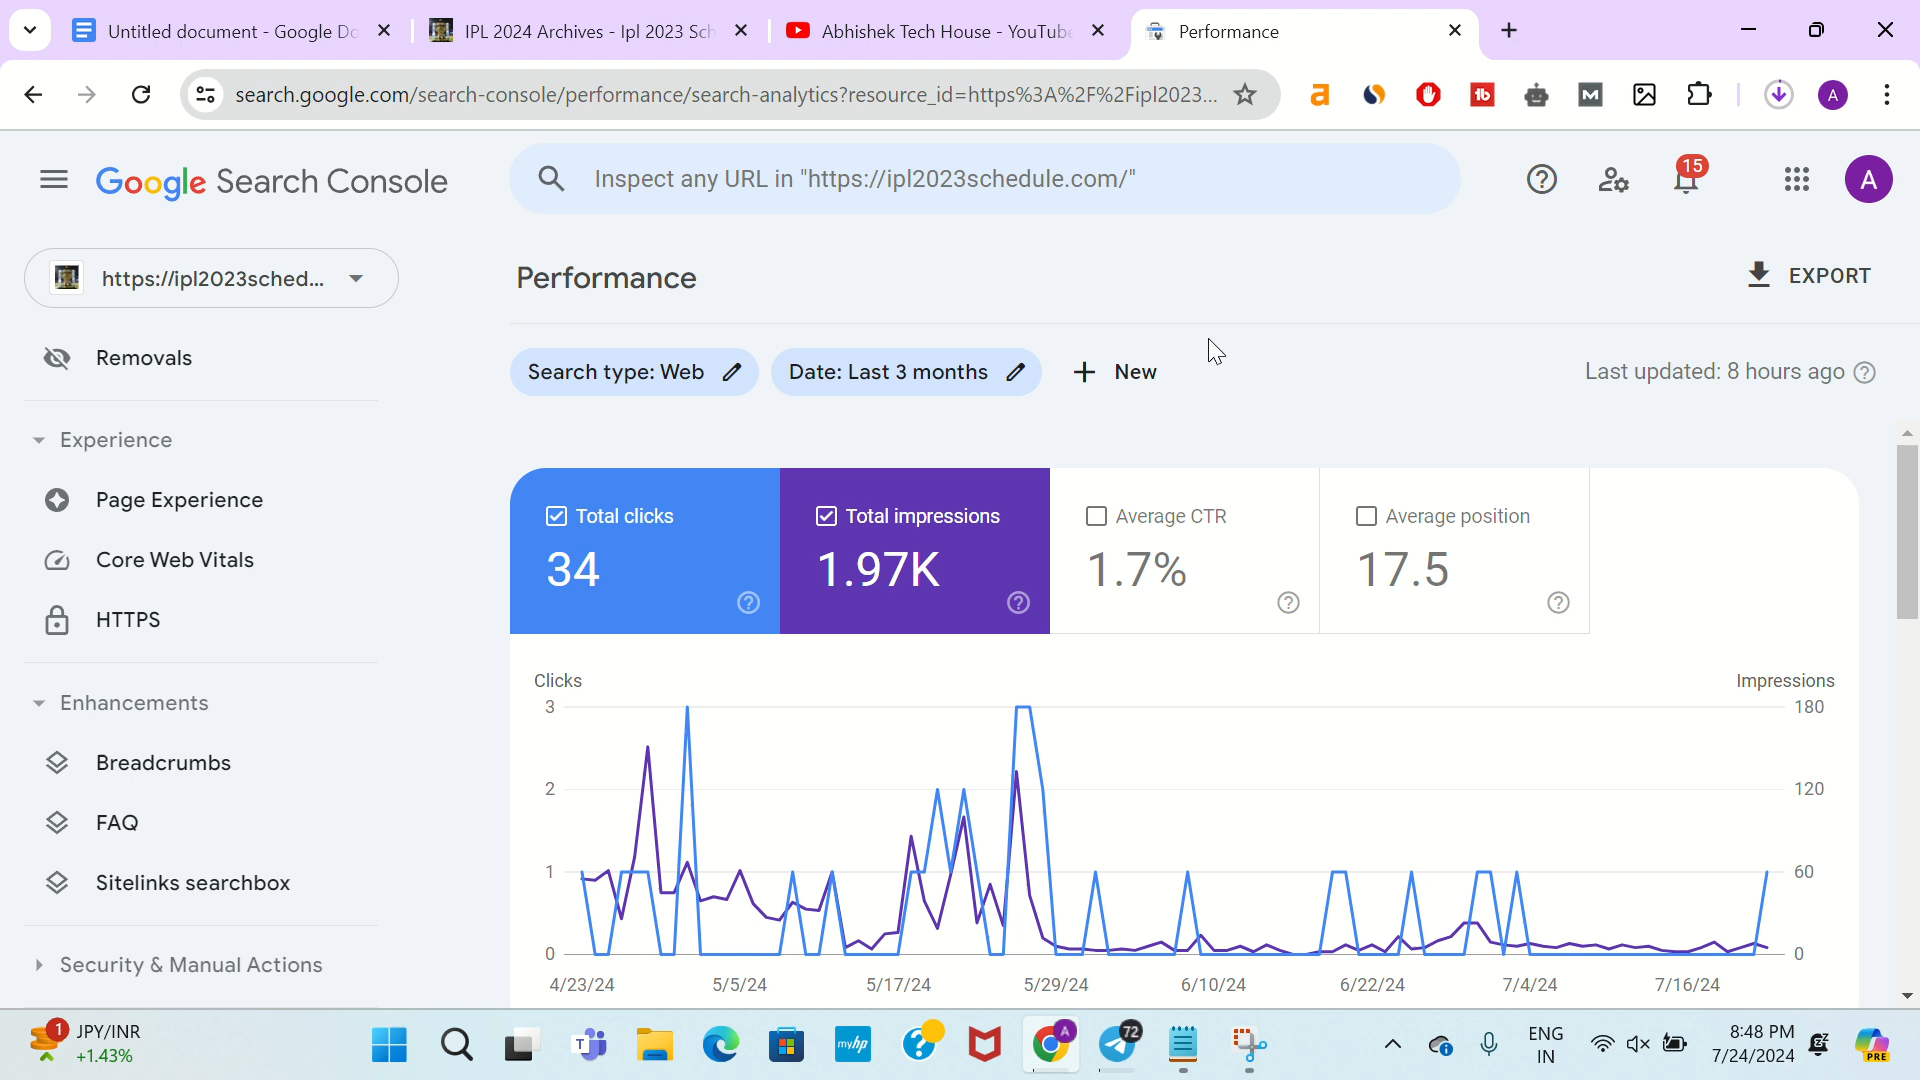 Untitled document - Google Do
IPL 2024 Archives - Ipl 2023 Sch
Abhishek Tech House - YouTube
Performance
search.google.com/search-console/performance/search-analytics?resource_id=https%3A%2F%2Fipl2023...
a
tb
M
A
Google Search Console
Inspect any URL in "https://ipl2023schedule.com/"
15
A
https://ipl2023sched...
Performance
EXPORT
Removals
Search type: Web
Date: Last 3 months
New
Last updated: 8 hours ago
Experience
Page Experience
Core Web Vitals
HTTPS
Total clicks
34
Total impressions
1.97K
Average CTR
1.7%
Average position
17.5
Enhancements
Breadcrumbs
FAQ
Sitelinks searchbox
Security & Manual Actions
Clicks
Impressions
3
180
2
120
1
60
0
0
4/23/24
5/5/24
5/17/24
5/29/24
6/10/24
6/22/24
7/4/24
7/16/24
1
JPY/INR
+1.43%
T
myhp
A
72
ENG
IN
8:48 PM
7/24/2024
PRE